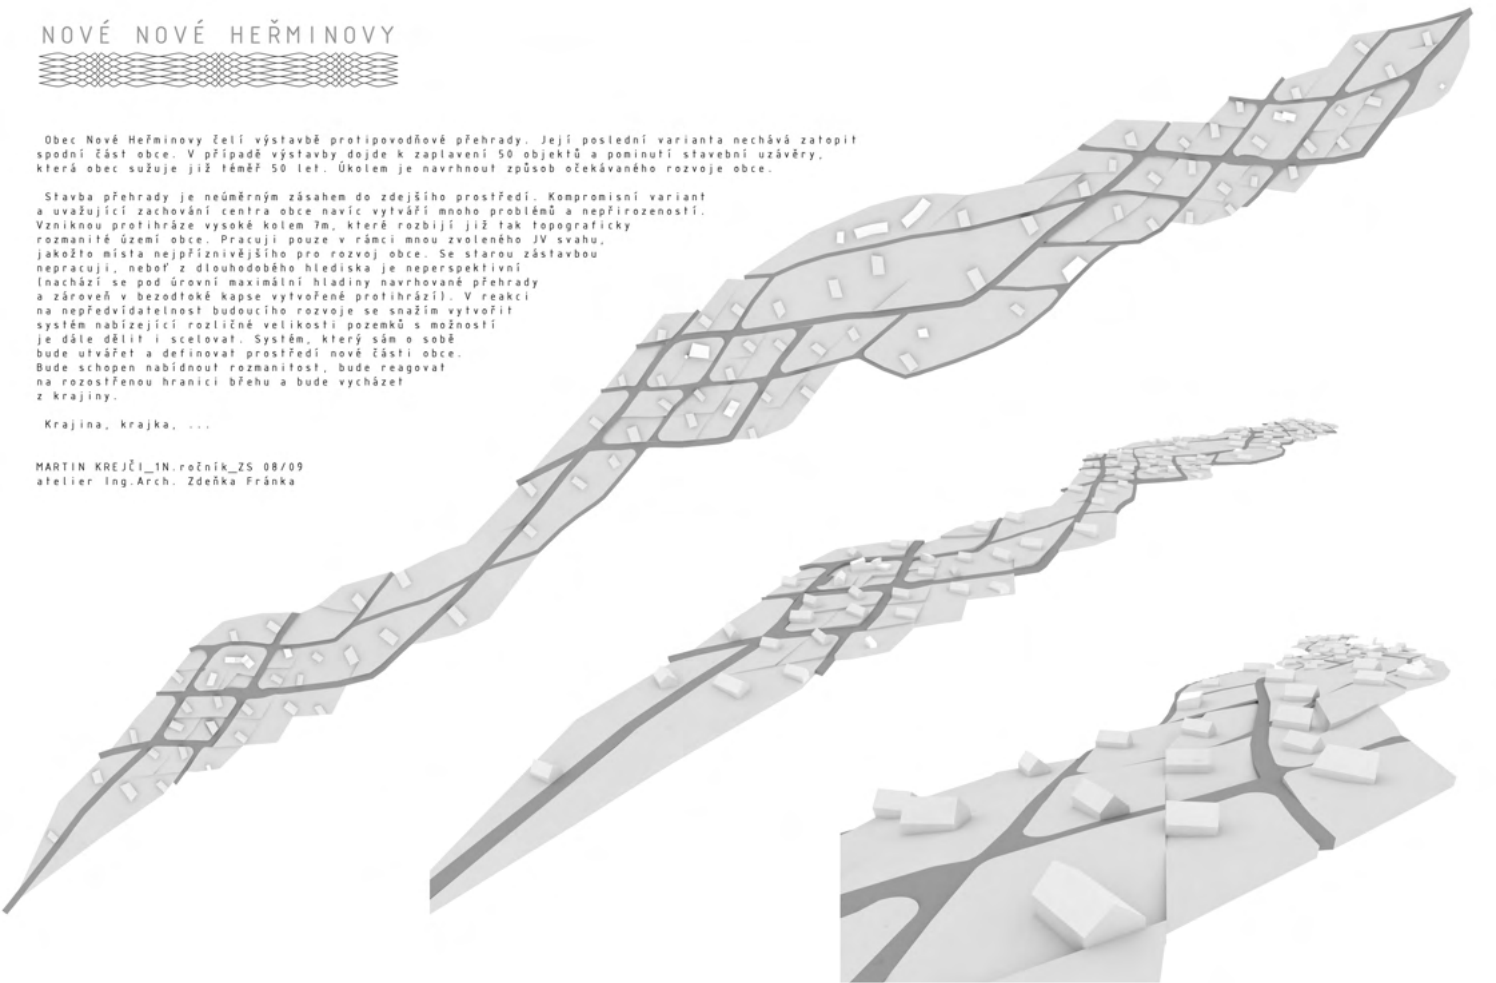 NOVÉ NOVÉ HEŘMINOVY
Obec Nové Heřminovy čelí výstavbě protipovodňové přehrady. Její poslední varianta nechává zatopit
spodní část obce. V případě výstavby dojde k zaplavení 50 objektů a pominutí stavební uzávěry,
která obec sužuje již téměř 50 let. Úkolem je navrhnout způsob očekávaného rozvoje obce.
Stavba přehrady je neúměrným zásahem do zdejšího prostředí. Kompromisní variant
a uvažující zachování centra obce navíc vytváří mnoho problémů a nepřirozeností.
Vzniknou protihráze vysoké kolem 7m, které rozbijí již tak topograficky
rozmanité území obce. Pracuji pouze v rámci mnou zvoleného JV svahu,
jakožto místa nejpříznivějšího pro rozvoj obce. Se starou zástavbou
nepracuji, neboť z dlouhodobého hlediska je neperspektivní
(nachází se pod úrovní maximální hladiny navrhované přehrady
a zároveň v bezodtoké kapse vytvořené protihrází). V reakci
na nepředvídatelnost budoucího rozvoje se snažím vytvořit
systém nabízející rozličné velikosti pozemků s možností
je dále dělit i scelovat. Systém, který sám o sobě
bude utvářet a definovat prostředí nové části obce.
Bude schopen nabídnout rozmanitost, bude reagovat
na rozostřenou hranici břehu a bude vycházet
z krajiny.
Krajina, krajka, ...
MARTIN KREJČI_1N.ročník_ZS 08/09
atelier Ing.Arch. Zdeňka Fránka